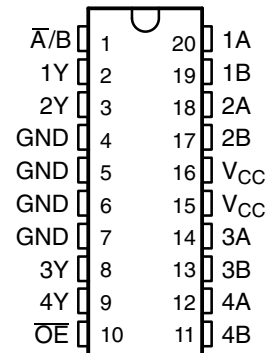 A̅/B 1 20 1A
1Y 2 19 1B
2Y 3 18 2A
GND 4 17 2B
GND 5 16 VCC
GND 6 15 VCC
GND 7 14 3A
3Y 8 13 3B
4Y 9 12 4A
O̅E̅ 10 11 4B